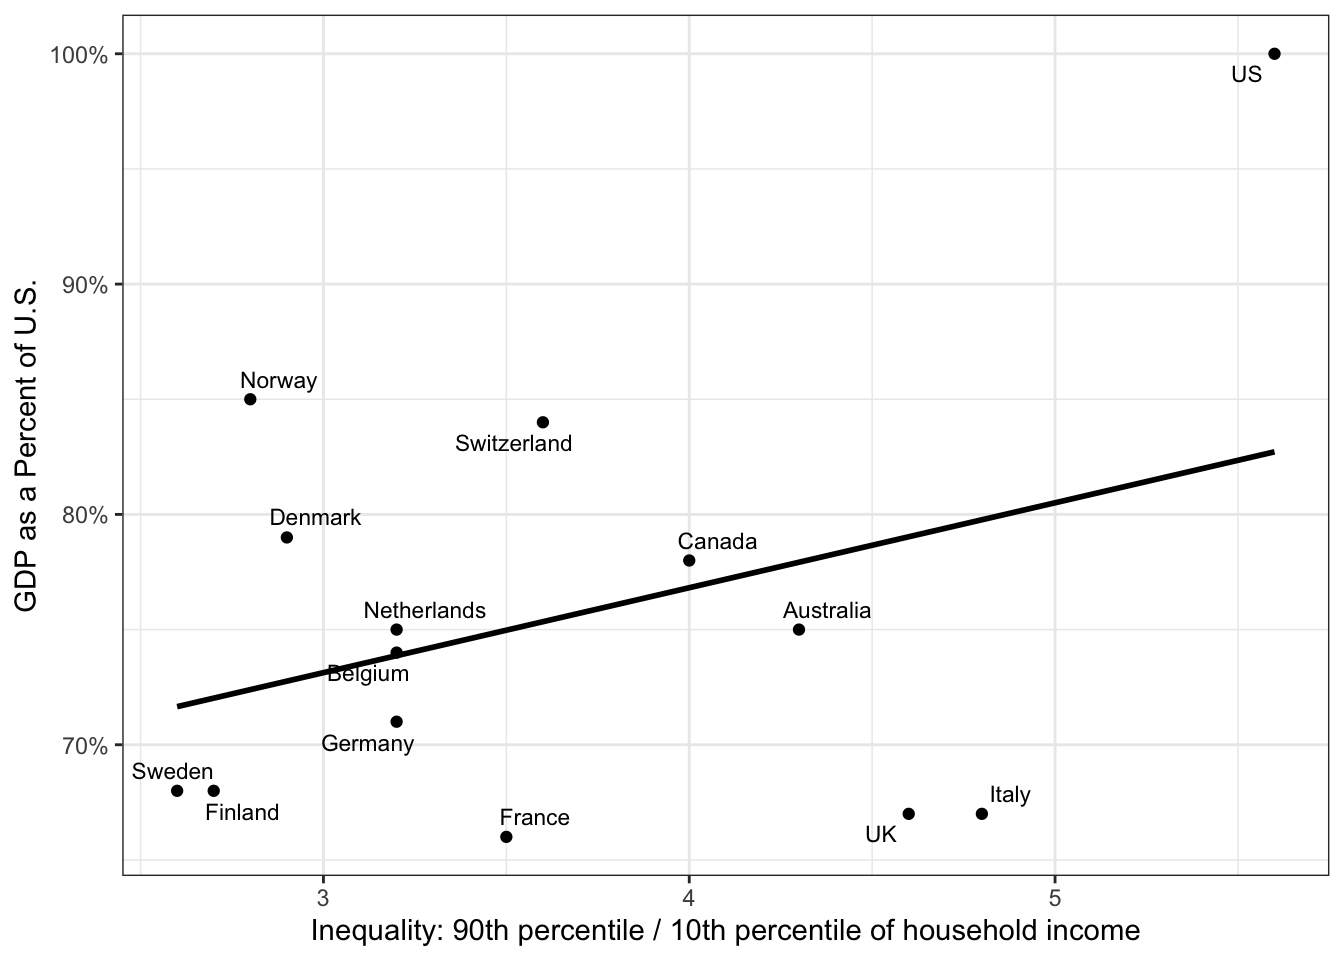 100%
US
90%
Norway
Switzerland
GDP as a Percent of U.S.
Denmark
80%
Canada
Netherlands
Australia
Belgium
Germany
70%
Sweden
Italy
Finland
France
UK
3
4
5
Inequality: 90th percentile / 10th percentile of household income